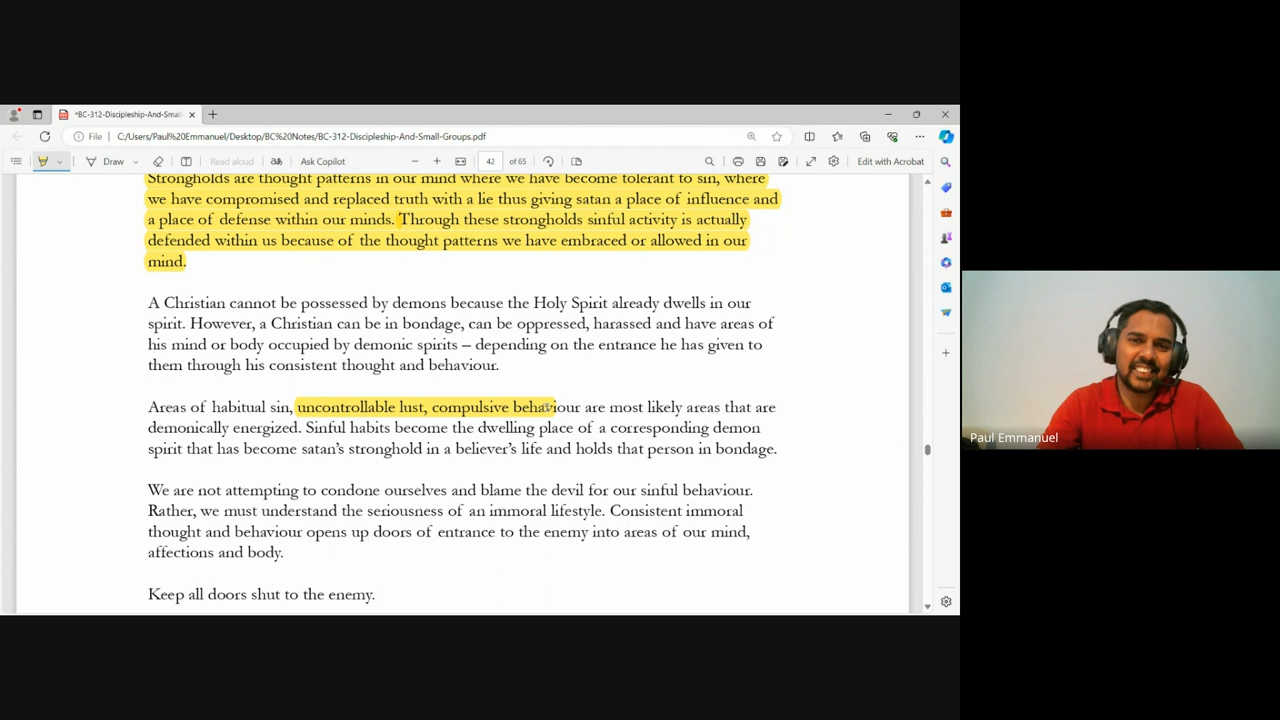 *BC-312-Discipleship-And-Small-
File
C:/Users/Paul%20Emmanuel/Desktop/BC%20Notes/BC-312-Discipleship-And-Small-Groups.pdf
Draw
Read aloud
Ask Copilot
42 of 65
Edit with Acrobat
Strongholds are thought patterns in our mind where we have become tolerant to sin, where
we have compromised and replaced truth with a lie thus giving satan a place of influence and
a place of defense within our minds. Through these strongholds sinful activity is actually
defended within us because of the thought patterns we have embraced or allowed in our
mind.
A Christian cannot be possessed by demons because the Holy Spirit already dwells in our
spirit. However, a Christian can be in bondage, can be oppressed, harassed and have areas of
his mind or body occupied by demonic spirits – depending on the entrance he has given to
them through his consistent thought and behaviour.
Areas of habitual sin, uncontrollable lust, compulsive behaviour are most likely areas that are
demonically energized. Sinful habits become the dwelling place of a corresponding demon
spirit that has become satan's stronghold in a believer's life and holds that person in bondage.
We are not attempting to condone ourselves and blame the devil for our sinful behaviour.
Rather, we must understand the seriousness of an immoral lifestyle. Consistent immoral
thought and behaviour opens up doors of entrance to the enemy into areas of our mind,
affections and body.
Keep all doors shut to the enemy.
Paul Emmanuel